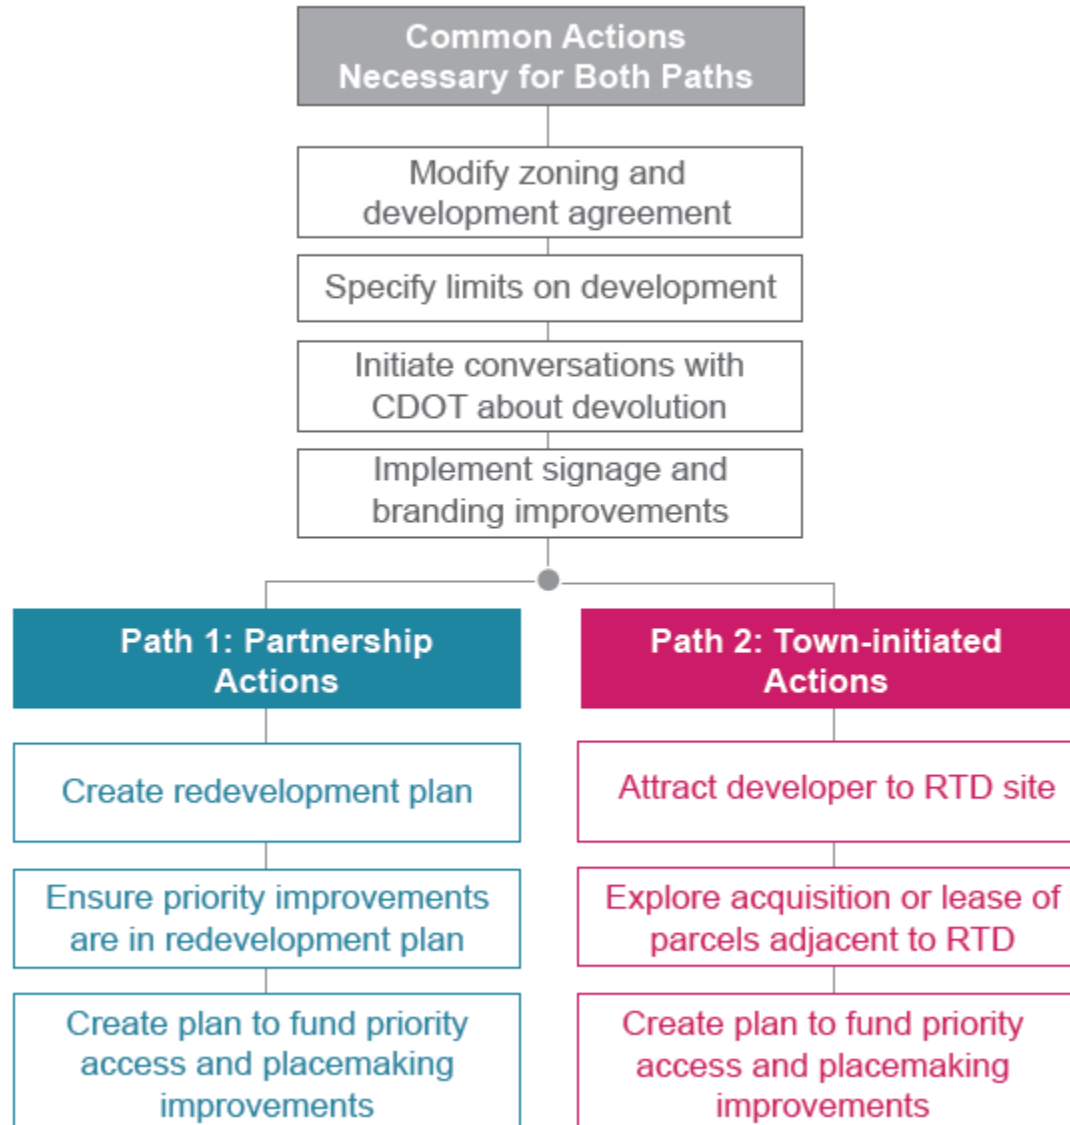 Common Actions
Necessary for Both Paths
Modify zoning and
development agreement
Specify limits on development
Initiate conversations with
CDOT about devolution
Implement signage and
branding improvements
Path 1: Partnership
Actions
Create redevelopment plan
Ensure priority improvements
are in redevelopment plan
Create plan to fund priority
access and placemaking
improvements
Path 2: Town-initiated
Actions
Attract developer to RTD site
Explore acquisition or lease of
parcels adjacent to RTD
Create plan to fund priority
access and placemaking
improvements